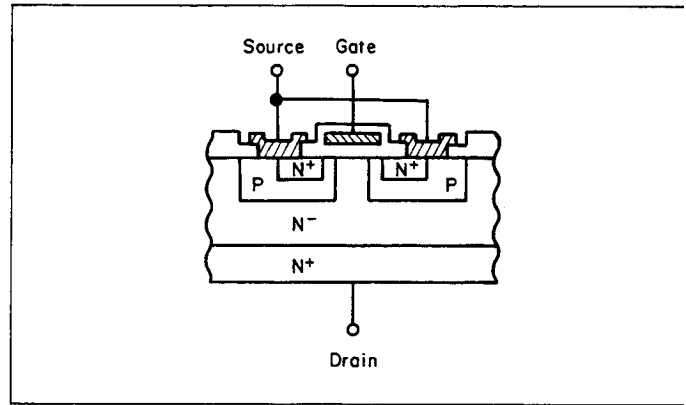 Source Gate
N+ N+
P P
N−
N+
Drain